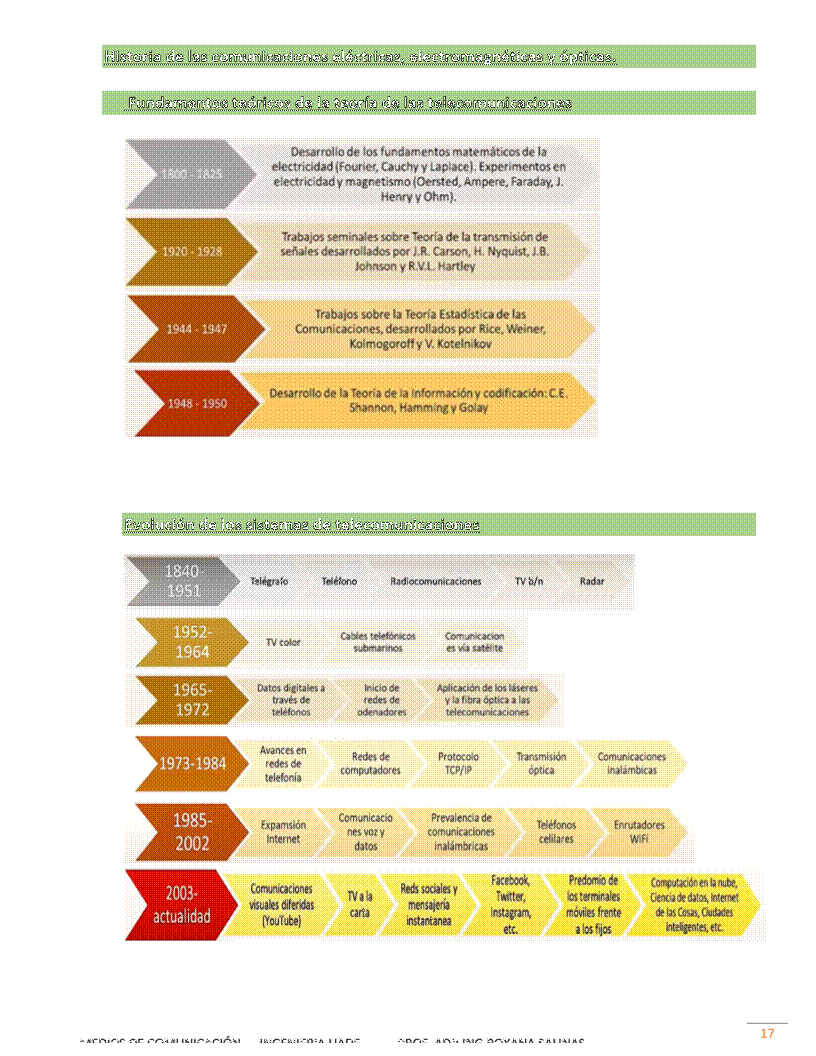 Historia de las comunicaciones eléctricas, electromagnéticas y ópticas.
Fundamentos teóricos de la teoría de las telecomunicaciones
1800 - 1825
Desarrollo de los fundamentos matemáticos de la
electricidad (Fourier, Cauchy y Laplace). Experimentos en
electricidad y magnetismo (Oersted, Ampere, Faraday, J.
Henry y Ohm).
1920 - 1928
Trabajos seminales sobre Teoría de la transmisión de
señales desarrollados por J.R. Carson, H. Nyquist, J.B.
Johnson y R.V.L. Hartley
1944 - 1947
Trabajos sobre la Teoría Estadística de las
Comunicaciones, desarrollados por Rice, Weiner,
Kolmogoroff y V. Kotelnikov
1948 - 1950
Desarrollo de la Teoría de la Información y codificación: C.E.
Shannon, Hamming y Golay
Evolución de los sistemas de telecomunicaciones
1840-
1951
Telégrafo
Teléfono
Radiocomunicaciones
TV b/n
Radar
1952-
1964
TV color
Cables telefónicos
submarinos
Comunicacion
es vía satélite
1965-
1972
Datos digitales a
través de
teléfonos
Inicio de
redes de
odenadores
Aplicación de los láseres
y la fibra óptica a las
telecomunicaciones
1973-1984
Avances en
redes de
telefonía
Redes de
computadores
Protocolo
TCP/IP
Transmisión
óptica
Comunicaciones
inalámbicas
1985-
2002
Expansión
Internet
Comunicacio
nes voz y
datos
Prevalencia de
comunicaciones
inalámbricas
Teléfonos
celilares
Enrutadores
WiFi
2003-
actualidad
Comunicaciones
visuales diferidas
(YouTube)
TV a la
carta
Reds sociales y
mensajería
instantanea
Facebook,
Twitter,
Instagram,
etc.
Predomio de
los terminales
móviles frente
a los fijos
Computación en la nube,
Ciencia de datos, Internet
de las Cosas, Ciudades
inteligentes, etc.
17
MEDIOS DE COMUNICACIÓN INGENIERIA UADE PROF. ADJ: ING ROXANA SALINAS